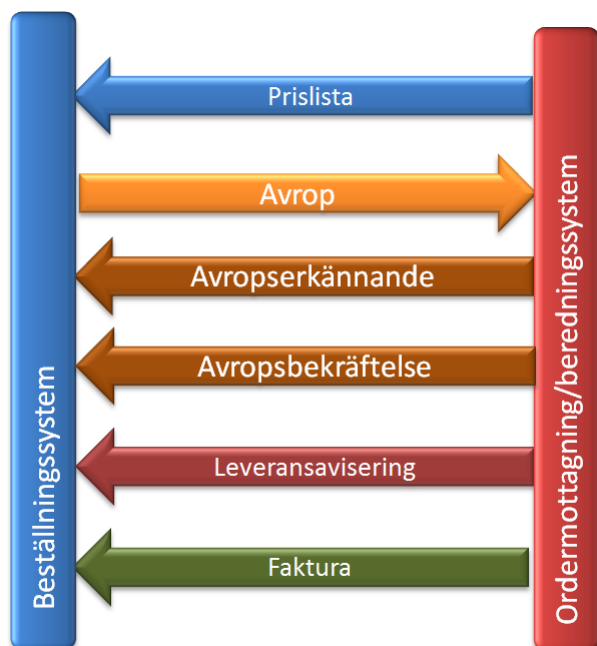 Prislista
Avrop
Avropserkännande
Avropsbekräftelse
Leveransavisering
Faktura
Beställningssystem
Ordermottagning/beredningssystem